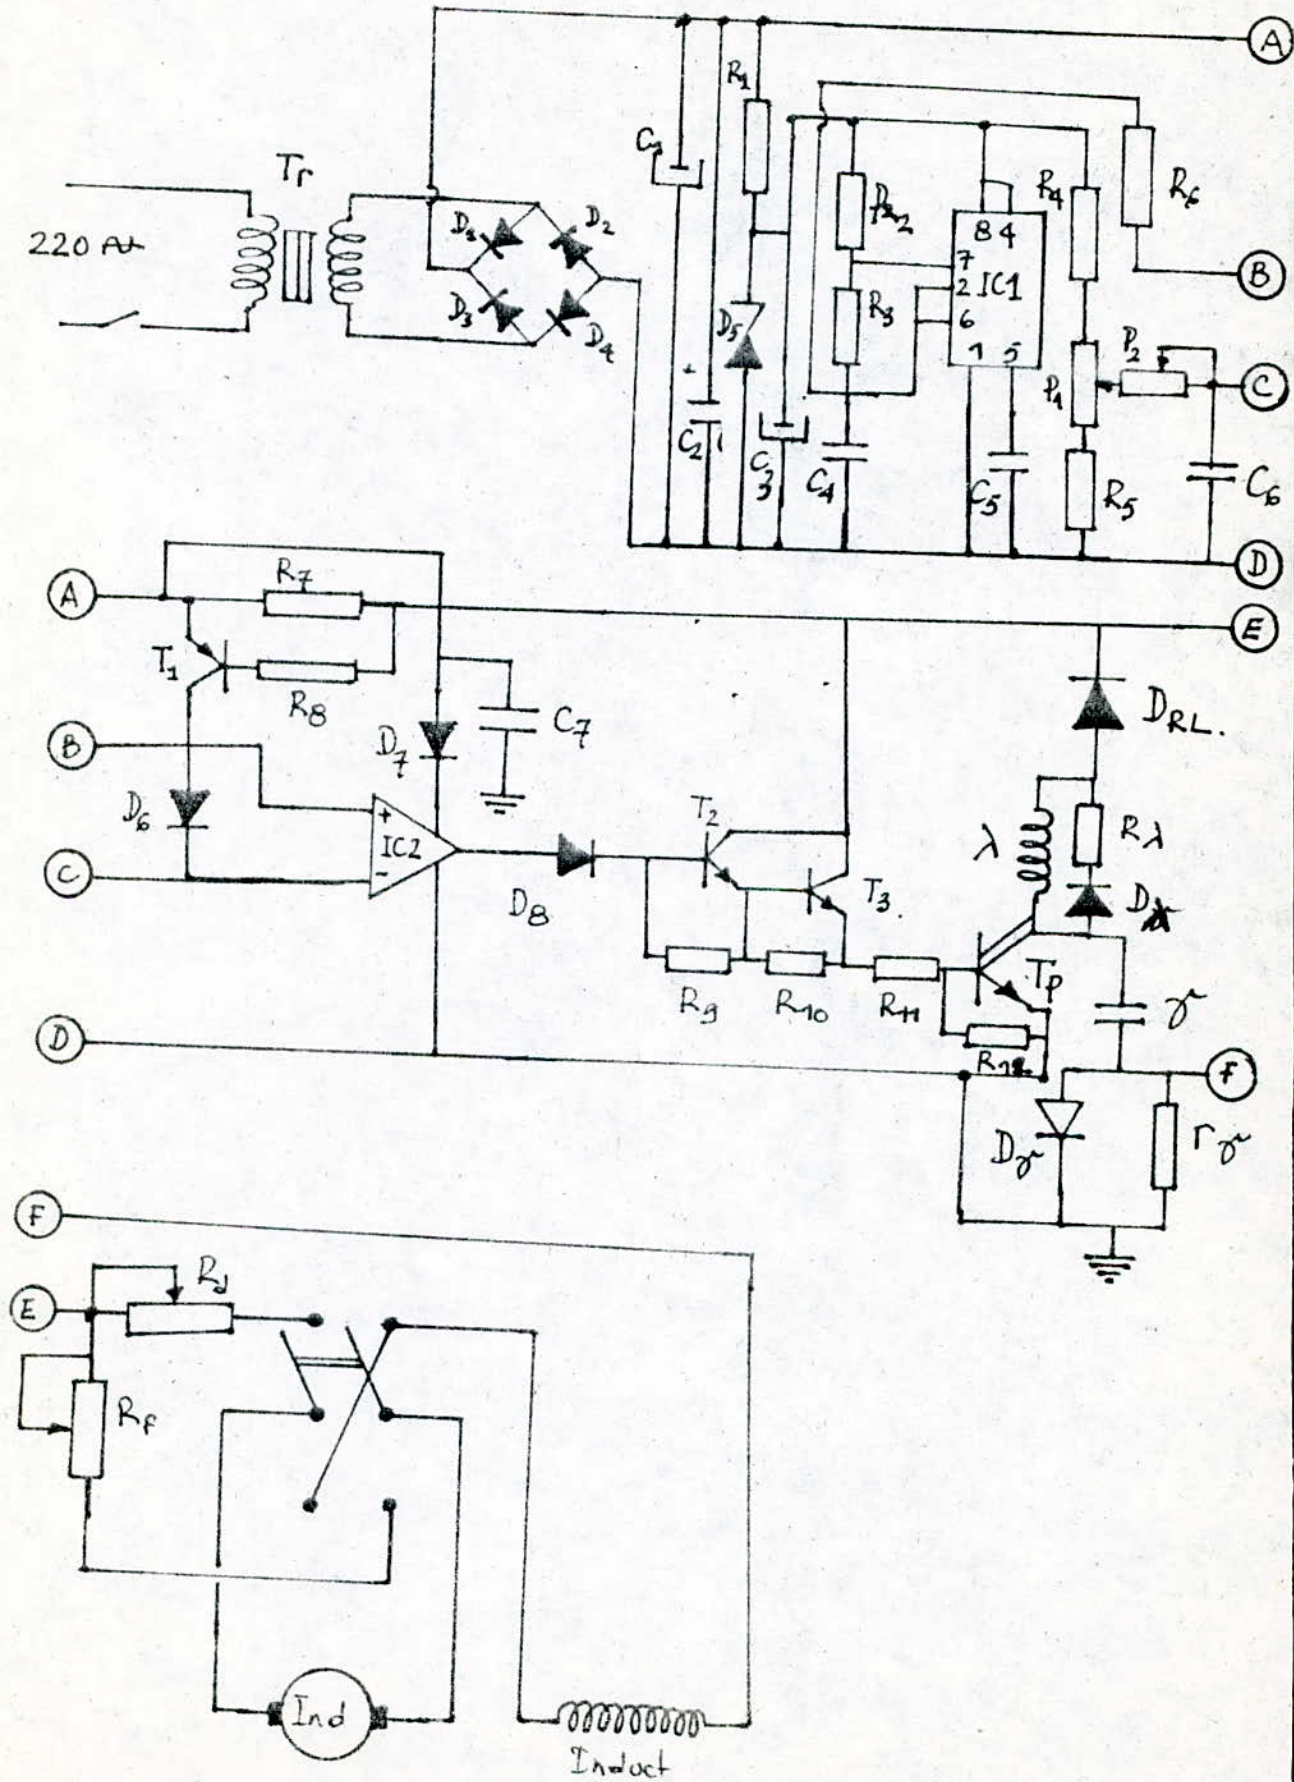 A
R1
C1
Tr
220 ∿
D1
D2
D3
D4
R2
R4
R6
8 4
7
2 IC1
6
1 5
R3
D5
B
P2
P1
C
+
C2
C3
C4
C5
R5
C6
D
A
R7
E
T1
R8
D7
C7
DRL.
B
D6
+
IC2
-
C
D8
T2
T3
λ
Rλ
Tp
γ
R9
R10
R11
R12
D
F
Dγ
rγ
F
E
Rd
RF
Ind
Induct